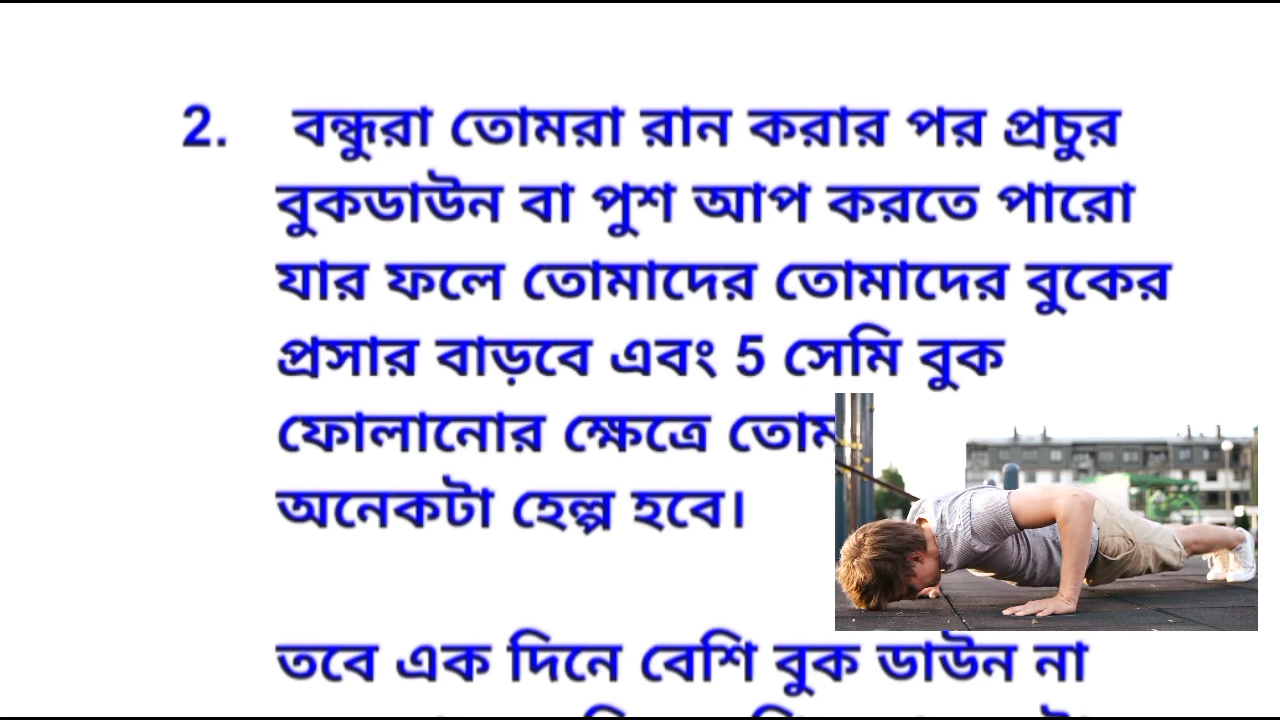 2. বন্ধুরা তোমরা রান করার পর প্রচুর
বুকডাউন বা পুশ আপ করতে পারো
যার ফলে তোমাদের তোমাদের বুকের
প্রসার বাড়বে এবং 5 সেমি বুক
ফোলানোর ক্ষেত্রে
অনেকটা হেল্প হবে।
তবে এক দিনে বেশি বুক ডাউন না